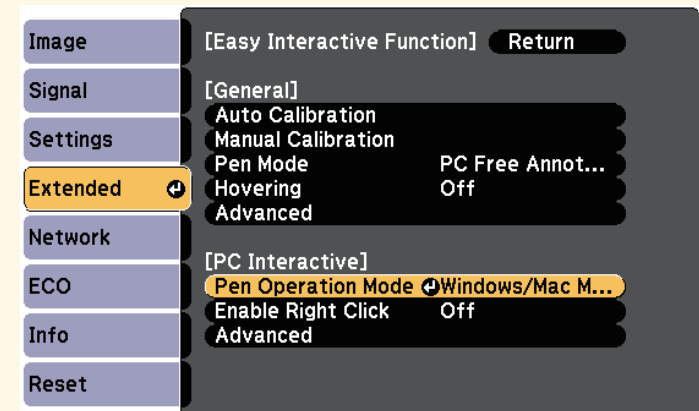 Image
Signal
Settings
Extended
Network
ECO
Info
Reset
[Easy Interactive Function] Return
[General]
Auto Calibration
Manual Calibration
Pen Mode PC Free Annot...
Hovering Off
Advanced
[PC Interactive]
Pen Operation Mode Windows/Mac M...
Enable Right Click Off
Advanced